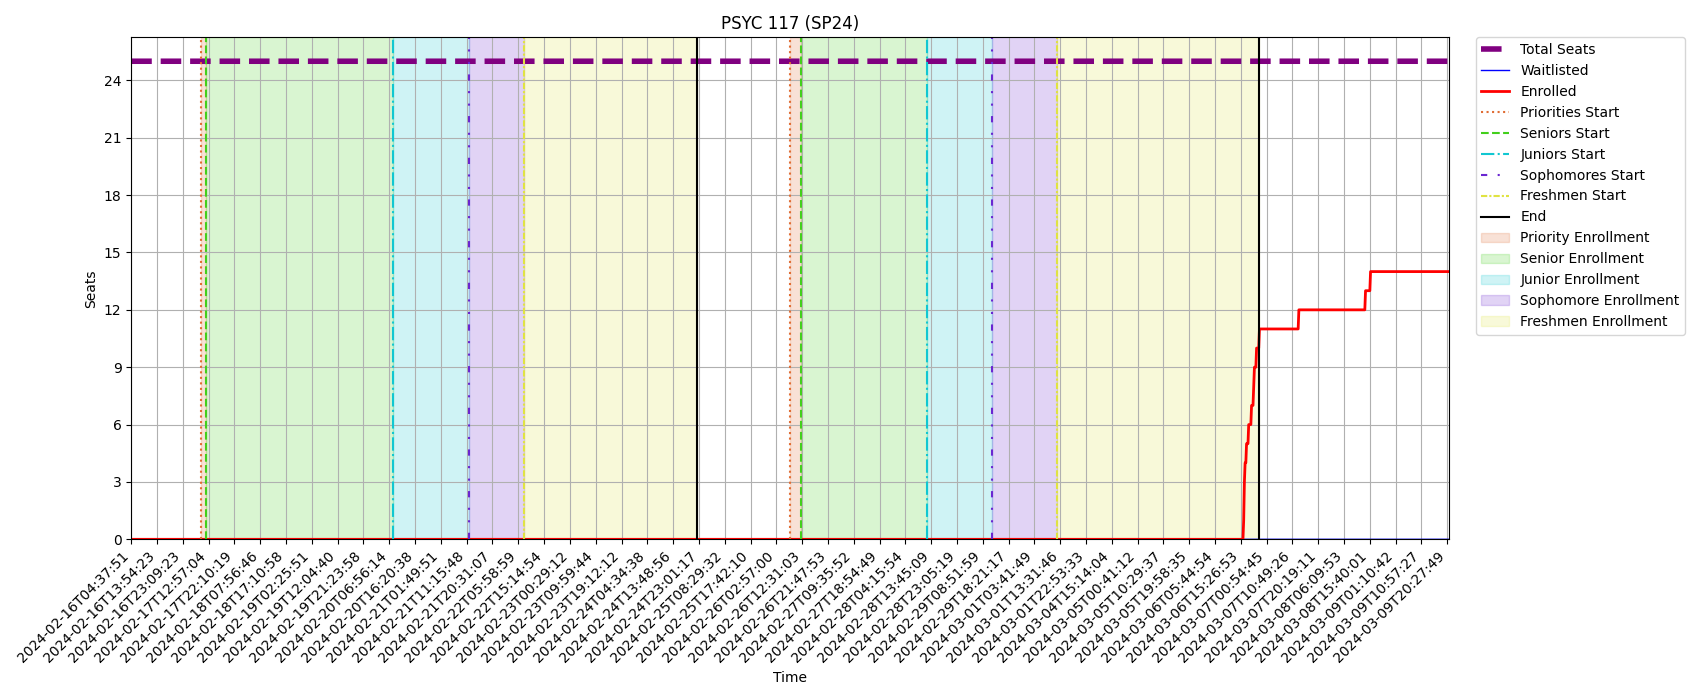 PSYC 117 (SP24)
Seats
24
21
18
15
12
9
6
3
0
2024-02-16T04:37:51
2024-02-16T13:54:23
2024-02-16T23:09:23
2024-02-17T12:57:04
2024-02-17T22:10:19
2024-02-18T07:56:46
2024-02-18T17:10:58
2024-02-19T02:25:51
2024-02-19T12:04:40
2024-02-19T21:23:58
2024-02-20T06:56:14
2024-02-20T16:20:38
2024-02-21T01:49:51
2024-02-21T11:15:48
2024-02-21T20:31:07
2024-02-22T05:58:59
2024-02-22T15:14:54
2024-02-23T00:29:12
2024-02-23T09:59:44
2024-02-23T19:12:12
2024-02-24T04:34:38
2024-02-24T13:48:56
2024-02-24T23:01:17
2024-02-25T08:29:32
2024-02-25T17:42:10
2024-02-26T02:57:00
2024-02-26T12:31:03
2024-02-26T21:47:53
2024-02-27T09:35:52
2024-02-27T18:54:49
2024-02-28T04:15:54
2024-02-28T13:45:09
2024-02-28T23:05:19
2024-02-29T08:51:59
2024-02-29T18:21:17
2024-03-01T03:41:49
2024-03-01T13:31:46
2024-03-01T22:53:33
2024-03-04T15:14:04
2024-03-05T00:41:12
2024-03-05T10:29:37
2024-03-05T19:58:35
2024-03-06T05:44:54
2024-03-06T15:26:53
2024-03-07T00:54:45
2024-03-07T10:49:26
2024-03-07T20:19:11
2024-03-08T06:09:53
2024-03-08T15:40:01
2024-03-09T01:10:42
2024-03-09T10:57:27
2024-03-09T20:27:49
Time
Total Seats
Waitlisted
Enrolled
Priorities Start
Seniors Start
Juniors Start
Sophomores Start
Freshmen Start
End
Priority Enrollment
Senior Enrollment
Junior Enrollment
Sophomore Enrollment
Freshmen Enrollment